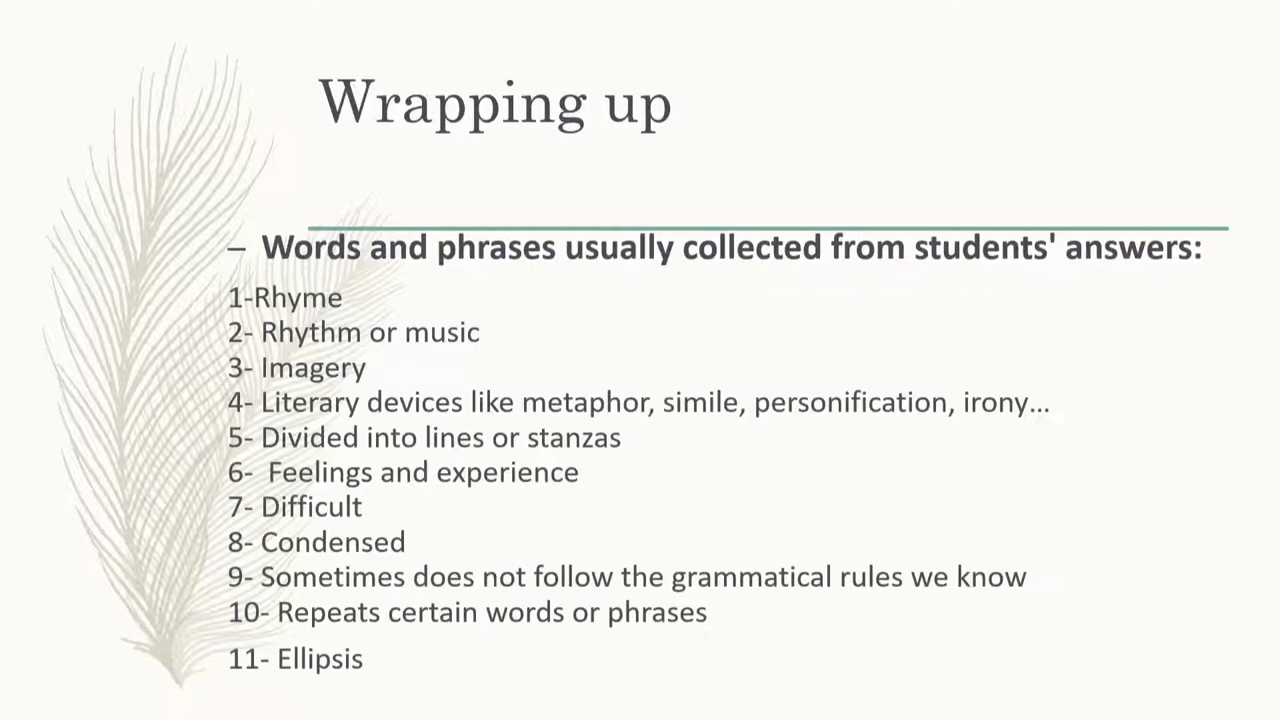 Wrapping up
– Words and phrases usually collected from students' answers:
1-Rhyme
2- Rhythm or music
3- Imagery
4- Literary devices like metaphor, simile, personification, irony...
5- Divided into lines or stanzas
6-  Feelings and experience
7- Difficult
8- Condensed
9- Sometimes does not follow the grammatical rules we know
10- Repeats certain words or phrases
11- Ellipsis